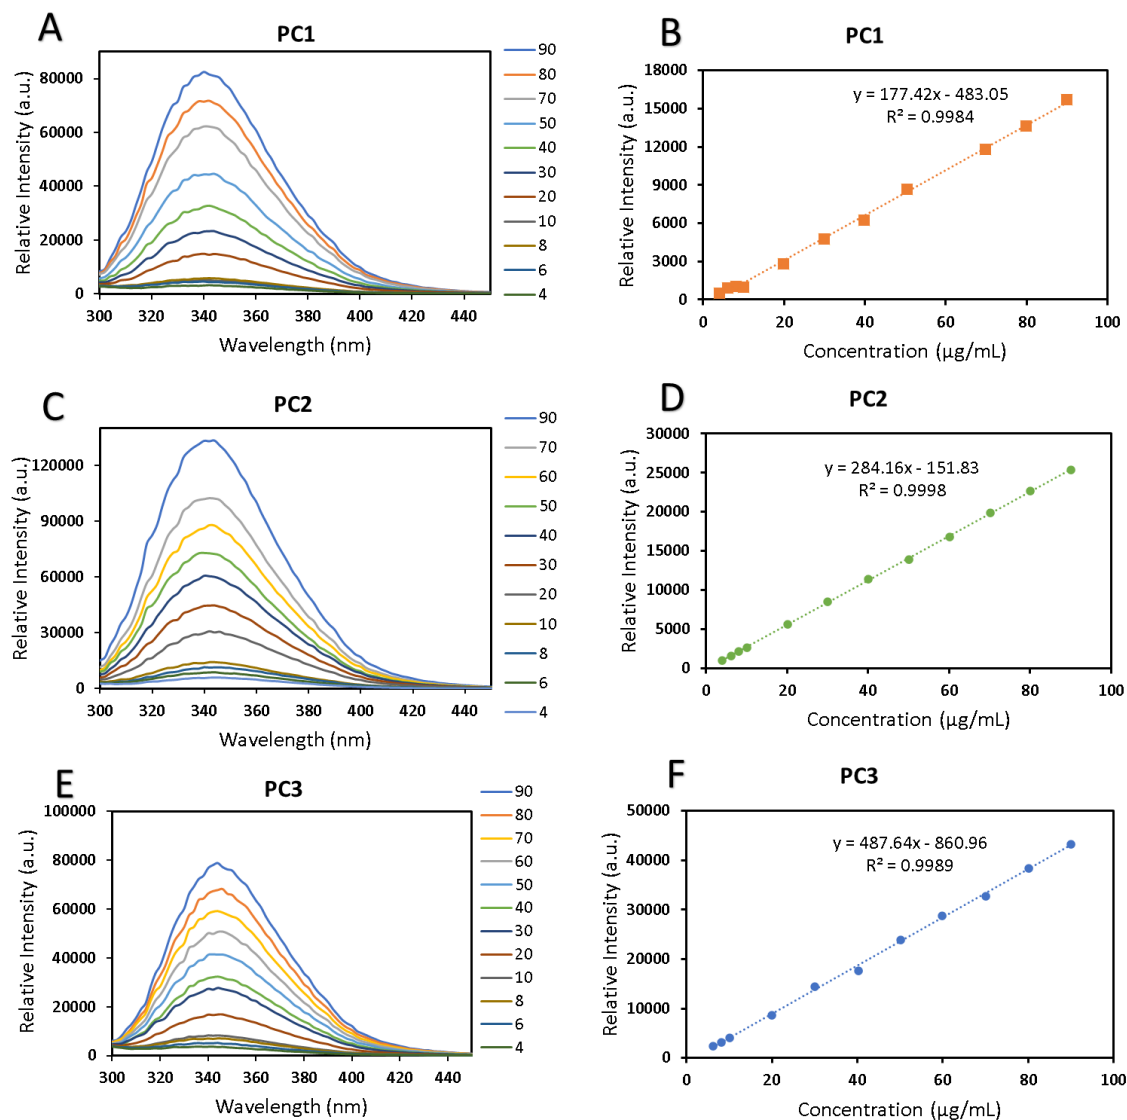 A
PC1
Relative Intensity (a.u.)
80000
60000
40000
20000
0
300 320 340 360 380 400 420 440
Wavelength (nm)
90
80
70
50
40
30
20
10
8
6
4
B
PC1
Relative Intensity (a.u.)
18000
15000
12000
9000
6000
3000
0
y = 177.42x - 483.05
R² = 0.9984
0 20 40 60 80 100
Concentration (µg/mL)
C
PC2
Relative Intensity (a.u.)
120000
90000
60000
30000
0
300 320 340 360 380 400 420 440
Wavelength (nm)
90
70
60
50
40
30
20
10
8
6
4
D
PC2
Relative Intensity (a.u.)
30000
25000
20000
15000
10000
5000
0
y = 284.16x - 151.83
R² = 0.9998
0 20 40 60 80 100
Concentration (µg/mL)
E
PC3
Relative Intensity (a.u.)
100000
80000
60000
40000
20000
0
300 320 340 360 380 400 420 440
Wavelength (nm)
90
80
70
60
50
40
30
20
10
8
6
4
F
PC3
Relative Intensity (a.u.)
50000
40000
30000
20000
10000
0
y = 487.64x - 860.96
R² = 0.9989
0 20 40 60 80 100
Concentration (µg/mL)